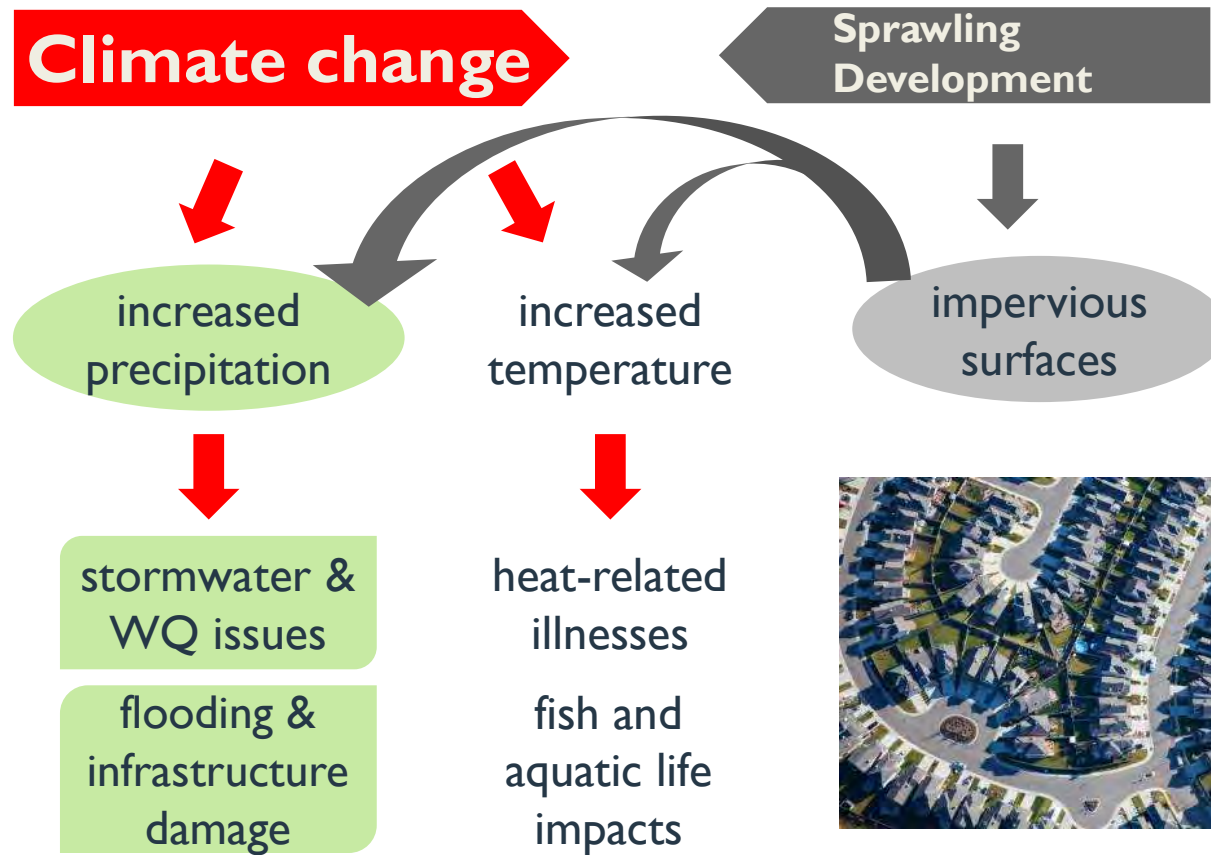 Climate change
Sprawling
Development
increased
precipitation
increased
temperature
impervious
surfaces
stormwater &
WQ issues
heat-related
illnesses
flooding &
infrastructure
damage
fish and
aquatic life
impacts